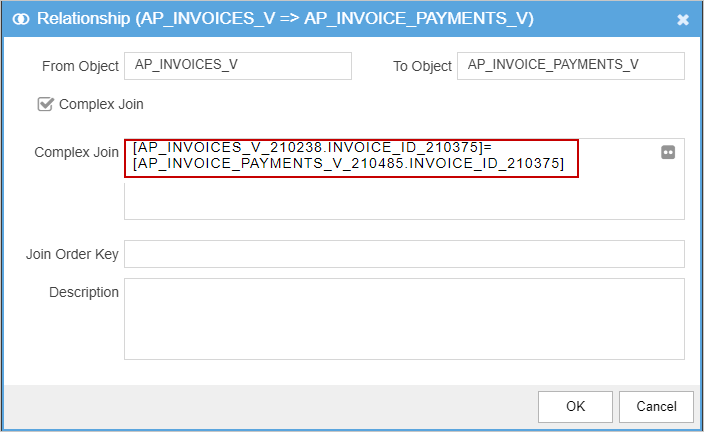 Relationship (AP_INVOICES_V => AP_INVOICE_PAYMENTS_V)
From Object AP_INVOICES_V To Object AP_INVOICE_PAYMENTS_V
Complex Join
Complex Join [AP_INVOICES_V_210238.INVOICE_ID_210375]=
[AP_INVOICE_PAYMENTS_V_210485.INVOICE_ID_210375]
Join Order Key
Description
OK Cancel